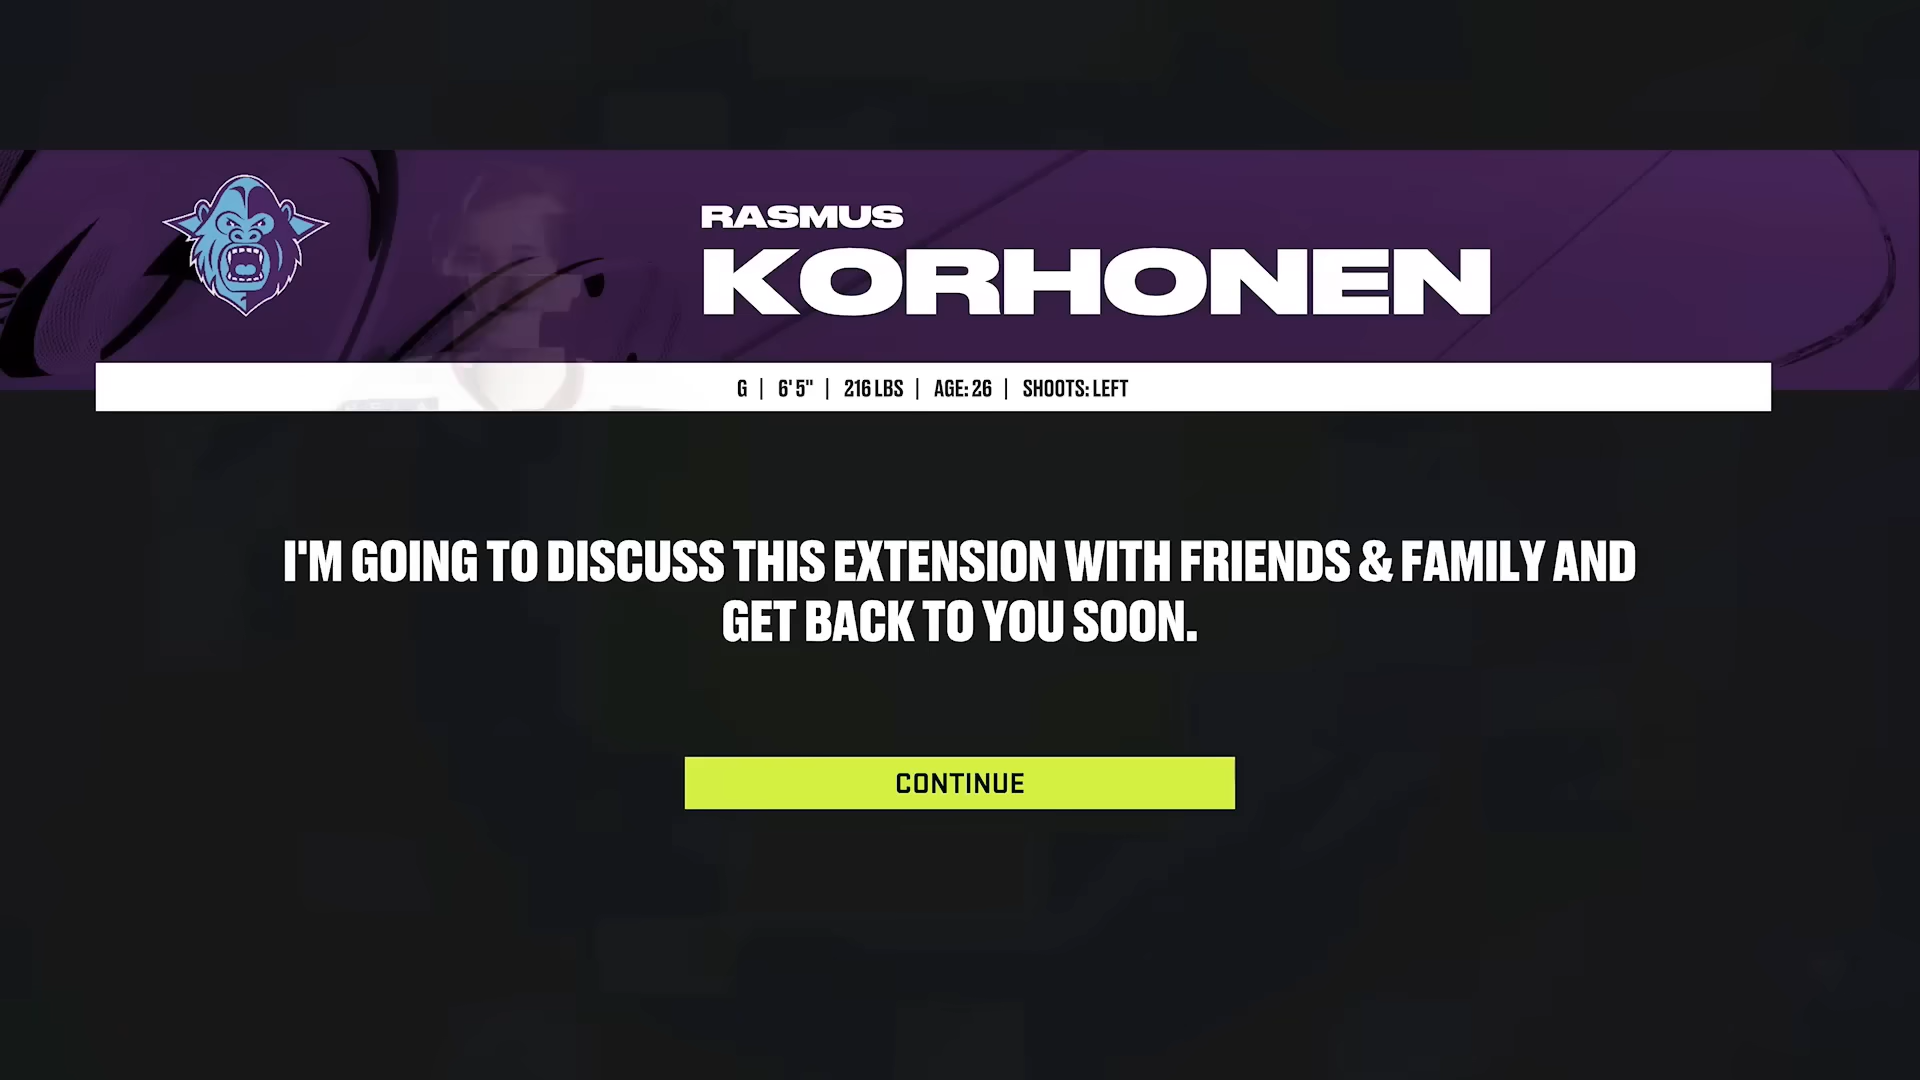 RASMUS
KORHONEN
G | 6'5" | 216 LBS | AGE: 26 | SHOOTS: LEFT
I'M GOING TO DISCUSS THIS EXTENSION WITH FRIENDS & FAMILY AND
GET BACK TO YOU SOON.
CONTINUE